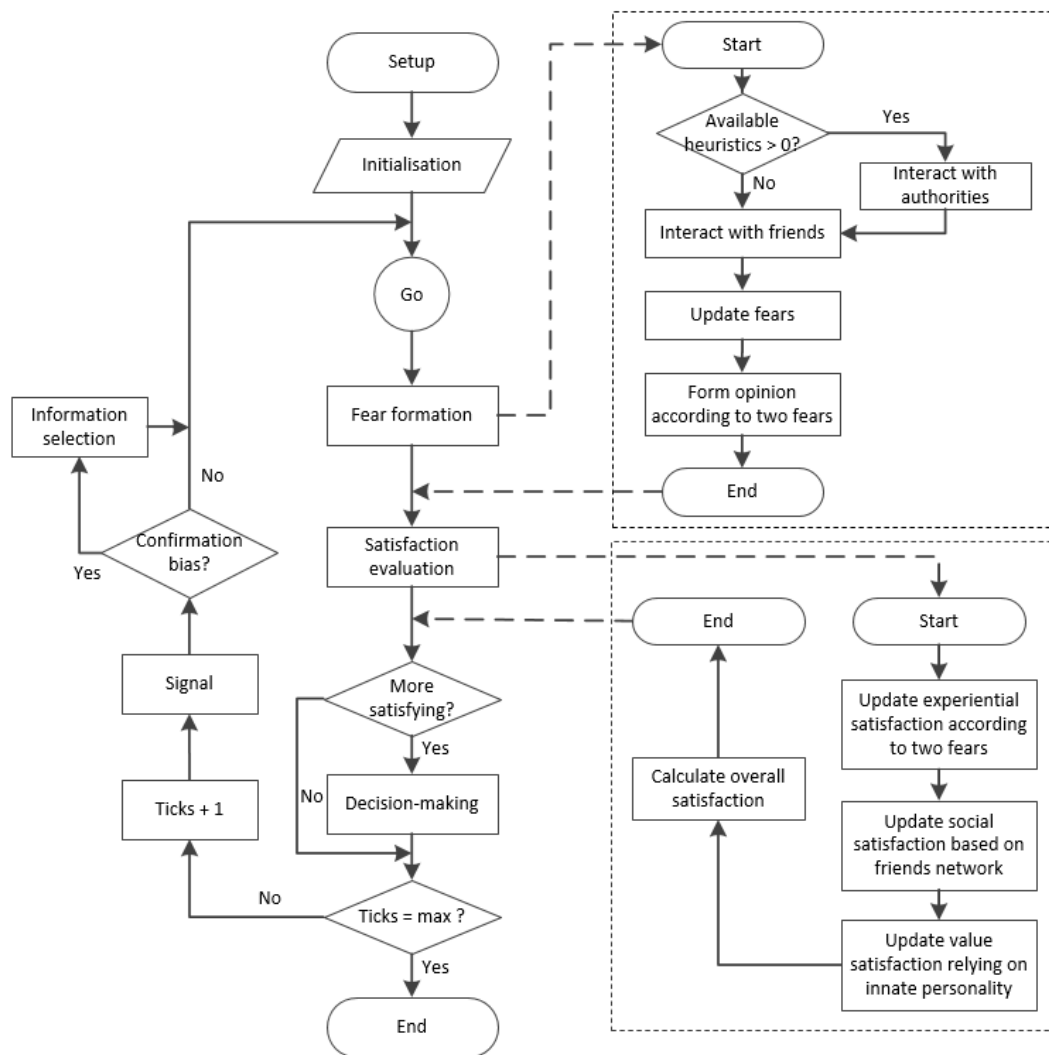 Setup
Initialisation
Go
Fear formation
Satisfaction
evaluation
More
satisfying?
Yes
No
Decision-making
Ticks = max ?
Yes
End
No
Ticks + 1
Signal
Confirmation
bias?
Yes
No
Information
selection
Start
Available
heuristics > 0?
Yes
No
Interact with
authorities
Interact with friends
Update fears
Form opinion
according to two fears
End
Start
Update experiential
satisfaction according
to two fears
Update social
satisfaction based on
friends network
Update value
satisfaction relying on
innate personality
Calculate overall
satisfaction
End